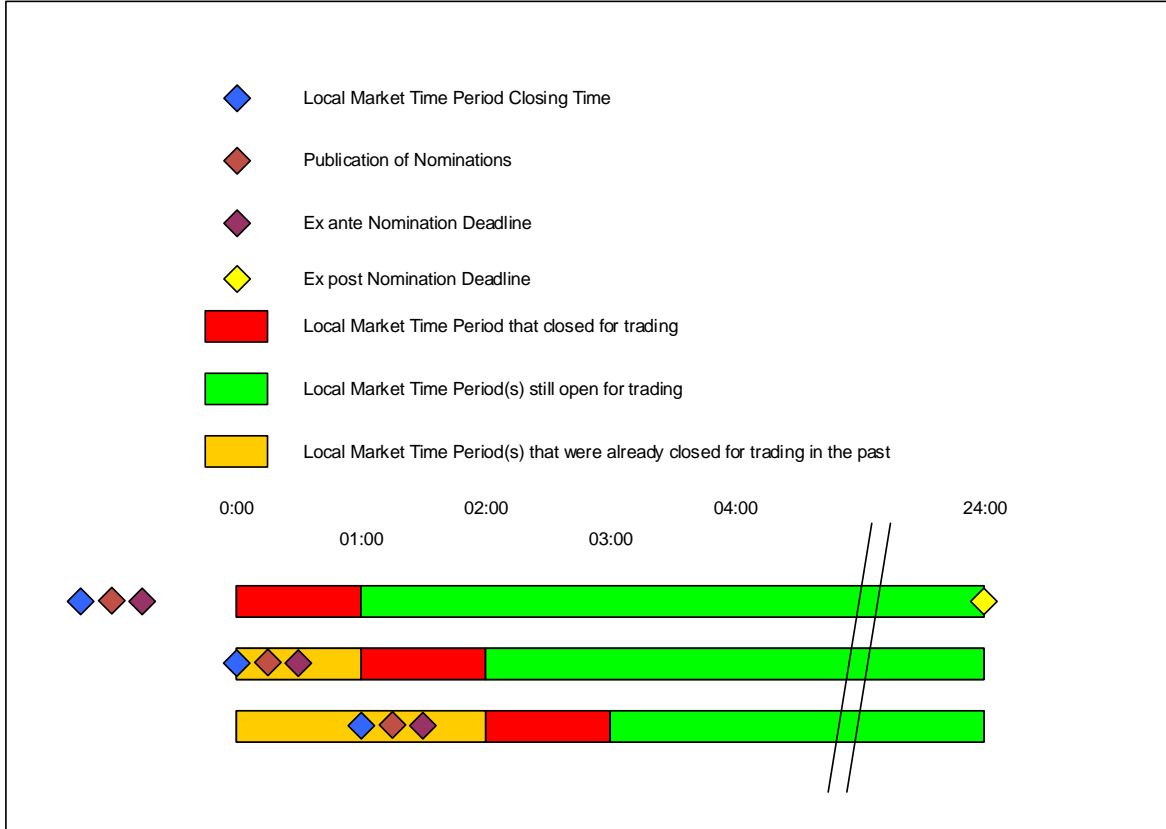 Local Market Time Period Closing Time
Publication of Nominations
Ex ante Nomination Deadline
Ex post Nomination Deadline
Local Market Time Period that closed for trading
Local Market Time Period(s) still open for trading
Local Market Time Period(s) that were already closed for trading in the past
0:00 02:00 04:00 24:00
01:00 03:00